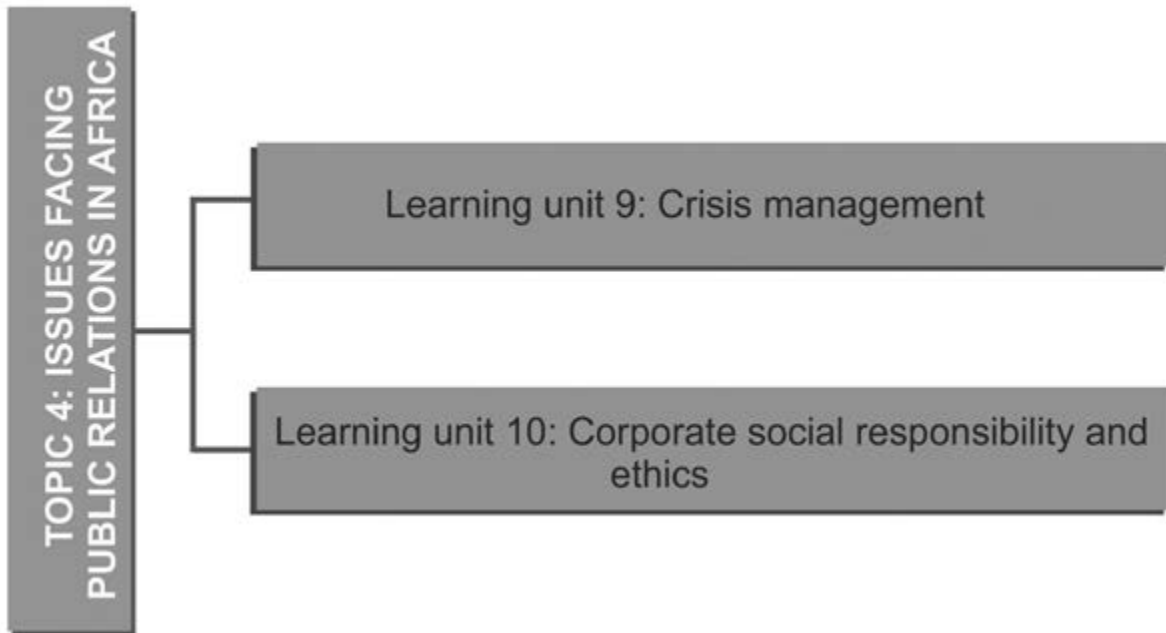 TOPIC 4: ISSUES FACING
PUBLIC RELATIONS IN AFRICA
Learning unit 9: Crisis management
Learning unit 10: Corporate social responsibility and
ethics